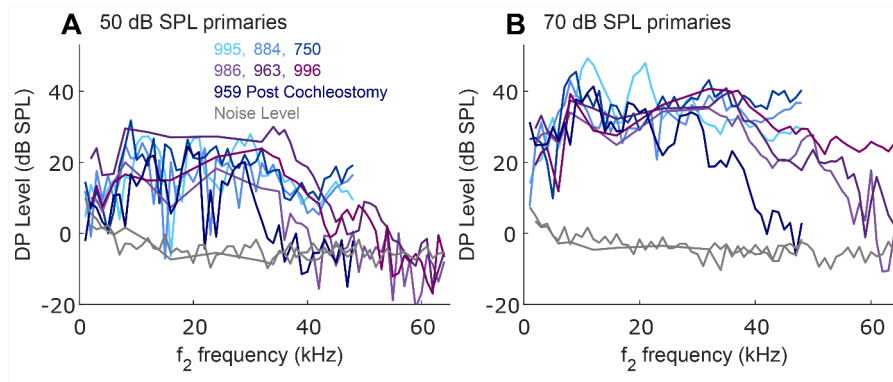 A 50 dB SPL primaries
995, 884, 750
986, 963, 996
959 Post Cochleostomy
Noise Level
DP Level (dB SPL)
40
20
0
-20
0 20 40 60
f2 frequency (kHz)
B 70 dB SPL primaries
DP Level (dB SPL)
40
20
0
-20
0 20 40 60
f2 frequency (kHz)